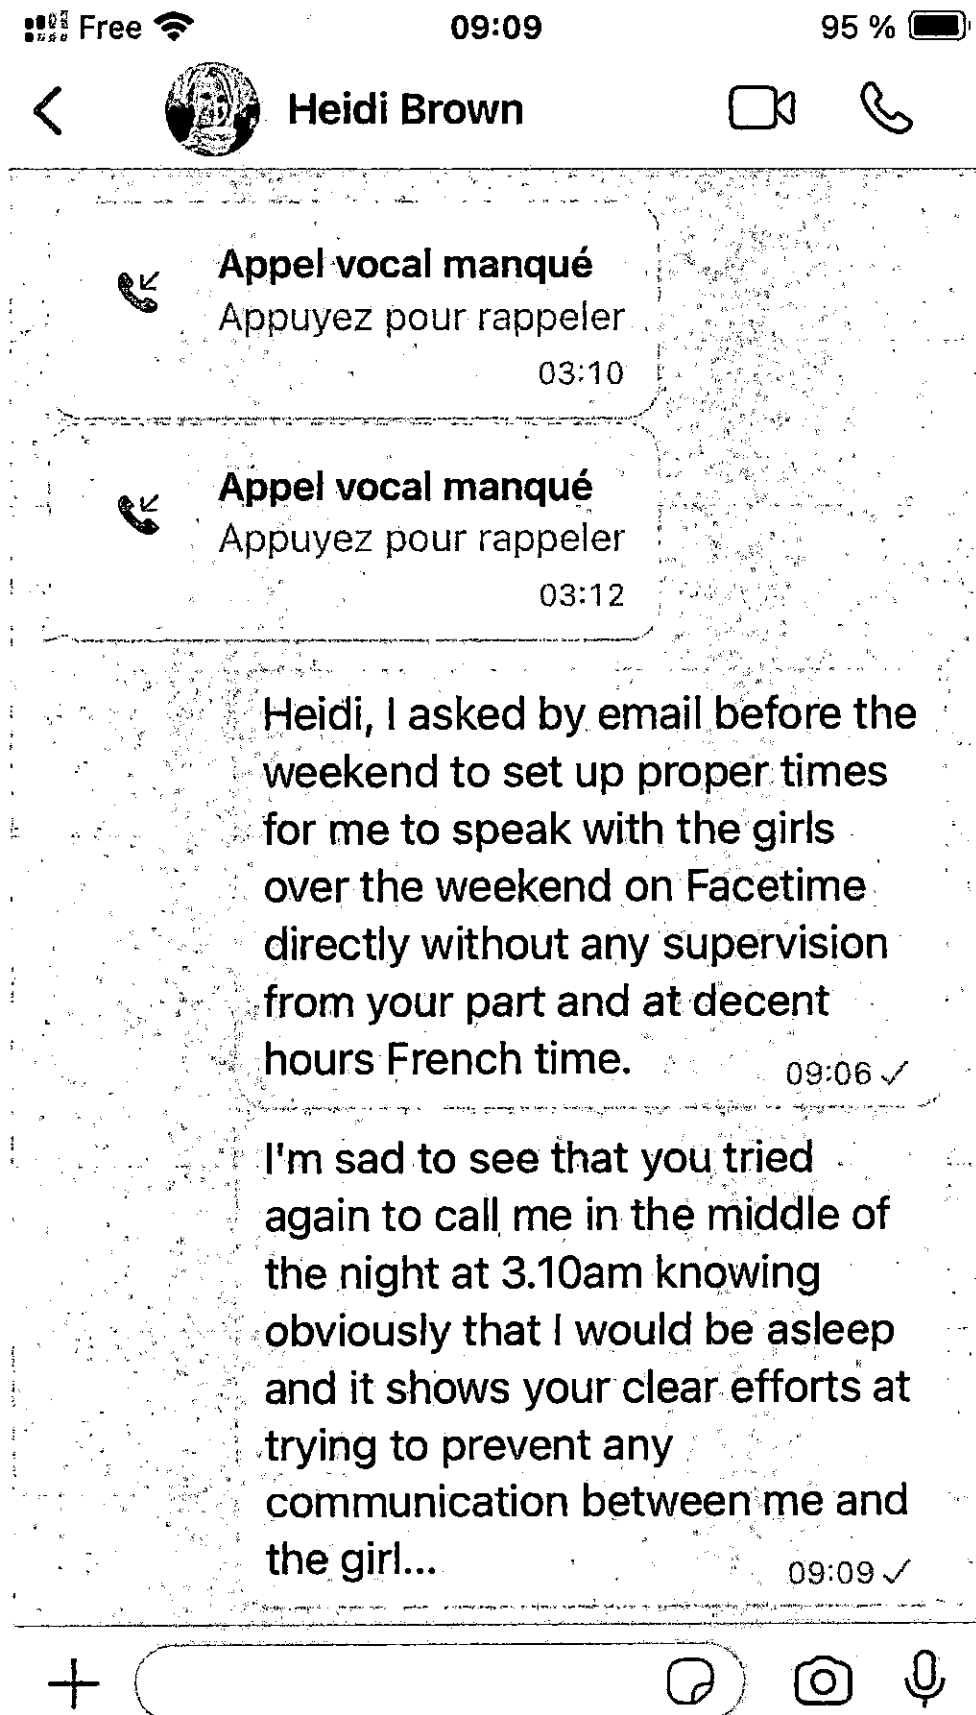 Free 09:09 95 %
Heidi Brown
Appel vocal manqué
Appuyez pour rappeler
03:10
Appel vocal manqué
Appuyez pour rappeler
03:12
Heidi, I asked by email before the
weekend to set up proper times
for me to speak with the girls
over the weekend on Facetime
directly without any supervision
from your part and at decent
hours French time. 09:06
I'm sad to see that you tried
again to call me in the middle of
the night at 3.10am knowing
obviously that I would be asleep
and it shows your clear efforts at
trying to prevent any
communication between me and
the girl... 09:09